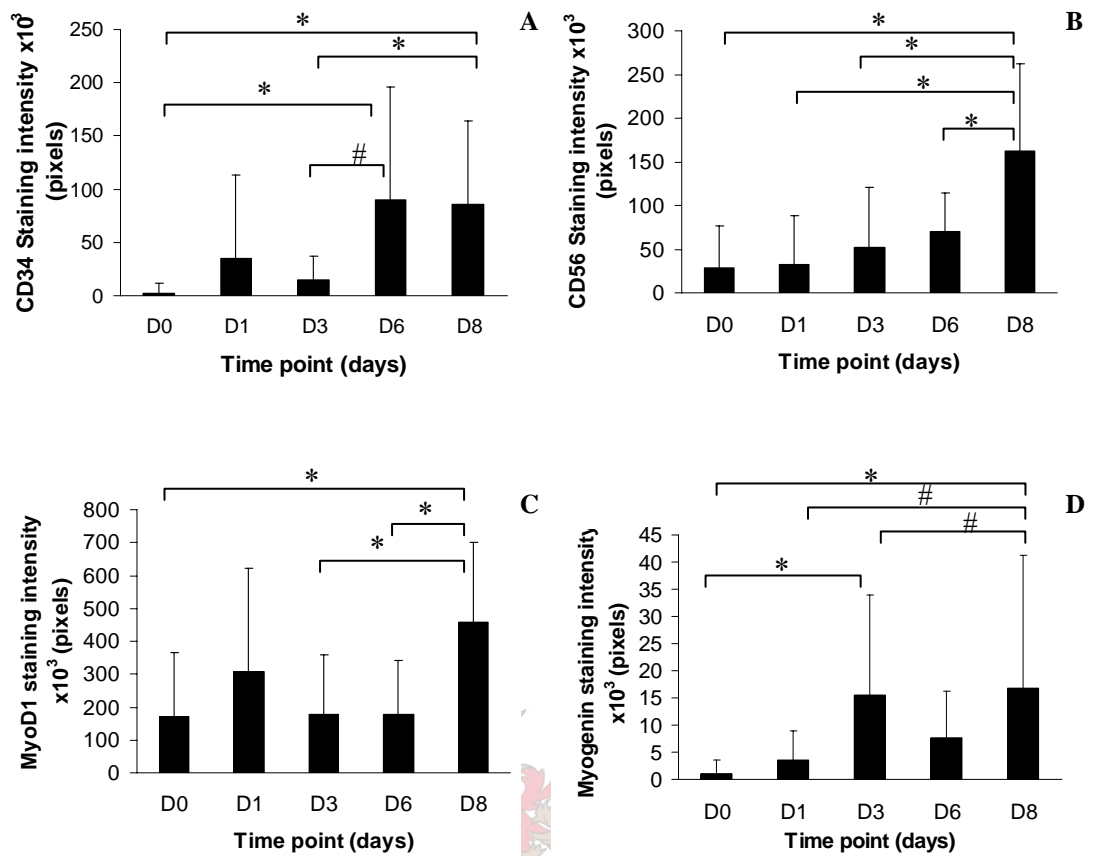 A
CD34 Staining intensity x10³
(pixels)
250
200
150
100
50
0
*
*
*
#
D0 D1 D3 D6 D8
Time point (days)
B
CD56 Staining intensity x10³
(pixels)
300
250
200
150
100
50
0
*
*
*
*
D0 D1 D3 D6 D8
Time point (days)
C
MyoD1 staining intensity
x10³ (pixels)
800
700
600
500
400
300
200
100
0
*
*
*
D0 D1 D3 D6 D8
Time point (days)
D
Myogenin staining intensity
x10³ (pixels)
45
40
35
30
25
20
15
10
5
0
*
#
#
*
D0 D1 D3 D6 D8
Time point (days)